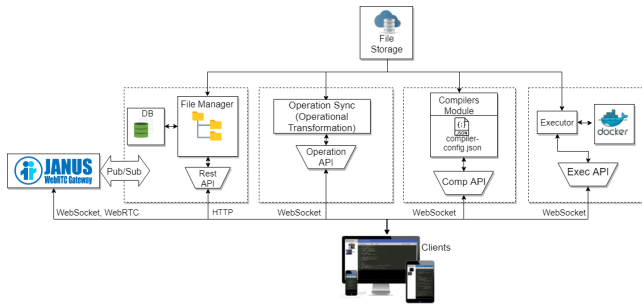 File
Storage
DB
File Manager
Operation Sync
(Operational
Transformation)
Compilers
Module
{;}
JSON
compiler-
config.json
Executor
docker
JANUS
WebRTC Gateway
Pub/Sub
Rest
API
Operation
API
Comp API
Exec API
WebSocket, WebRTC
HTTP
WebSocket
WebSocket
WebSocket
Clients